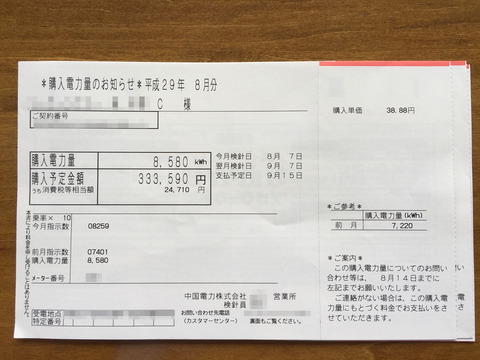 *購入電力量のお知らせ*平成29年 8月分
C 様
ご契約番号
購入電力量 8,580 kWh
購入予定金額 333,590 円
うち消費税等相当額 24,710 円
今月検針日 8月 7日
翌月検針日 9月 7日
支払予定日 9月15日
乗率× 10
今月指示数 08259
前月指示数 07401
購入電力量 8,580
メーター番号
中国電力株式会社 営業所
検針員
受電地点
特定番号
お問い合わせ先電話
(カスタマーセンター)
裏面もご覧ください。
購入単価 38.88円
*ご参考*
購入電力量(kWh)
前 月 7,220
*ご案内*
この購入電力量についてのお問い
合わせ等は、 8月14日までに
左記までお願いいたします。
ご連絡がない場合は、この購入電
力量にもとづく料金でお支払いをさ
せていただきます。